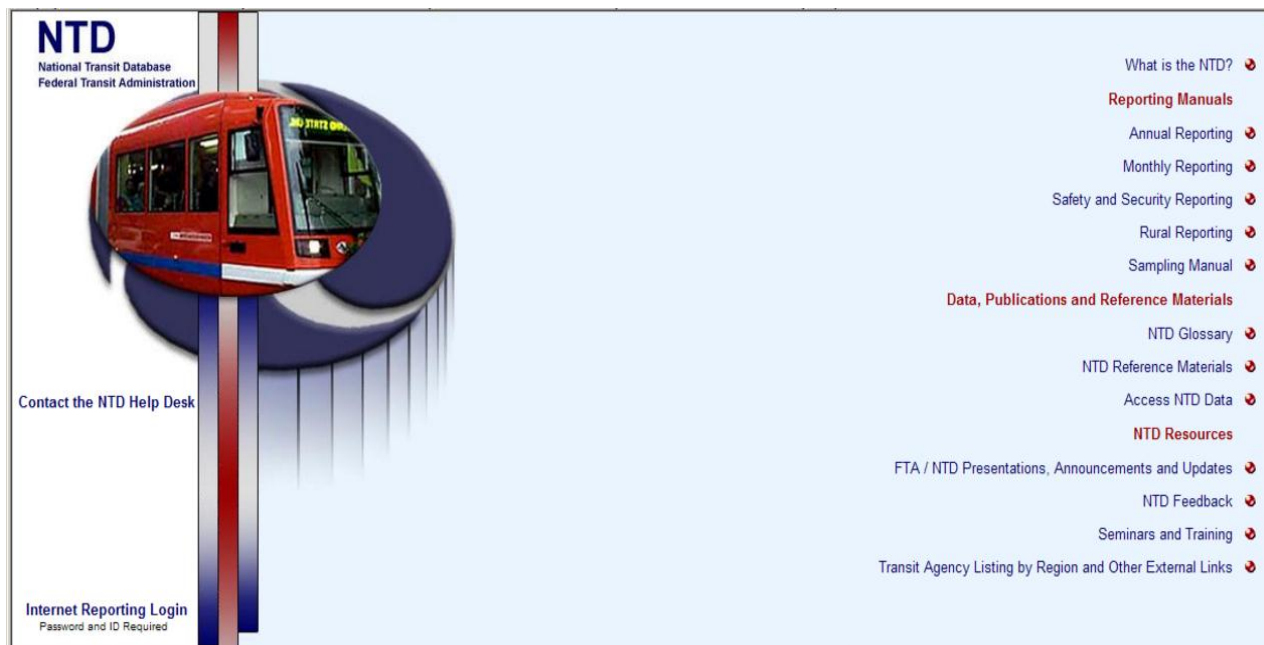 NTD
National Transit Database
Federal Transit Administration
Contact the NTD Help Desk
Internet Reporting Login
Password and ID Required
What is the NTD?
Reporting Manuals
Annual Reporting
Monthly Reporting
Safety and Security Reporting
Rural Reporting
Sampling Manual
Data, Publications and Reference Materials
NTD Glossary
NTD Reference Materials
Access NTD Data
NTD Resources
FTA / NTD Presentations, Announcements and Updates
NTD Feedback
Seminars and Training
Transit Agency Listing by Region and Other External Links